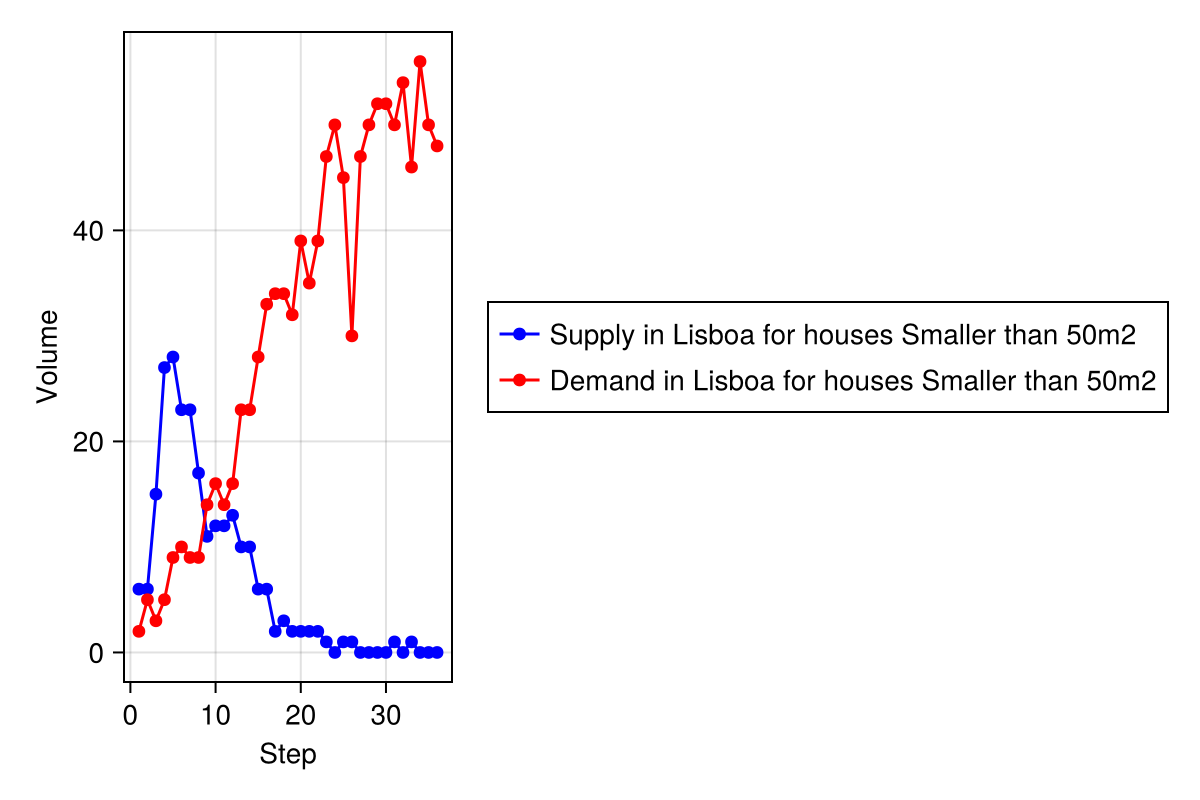 Volume
40
20
0
0 10 20 30
Step
Supply in Lisboa for houses Smaller than 50m2
Demand in Lisboa for houses Smaller than 50m2